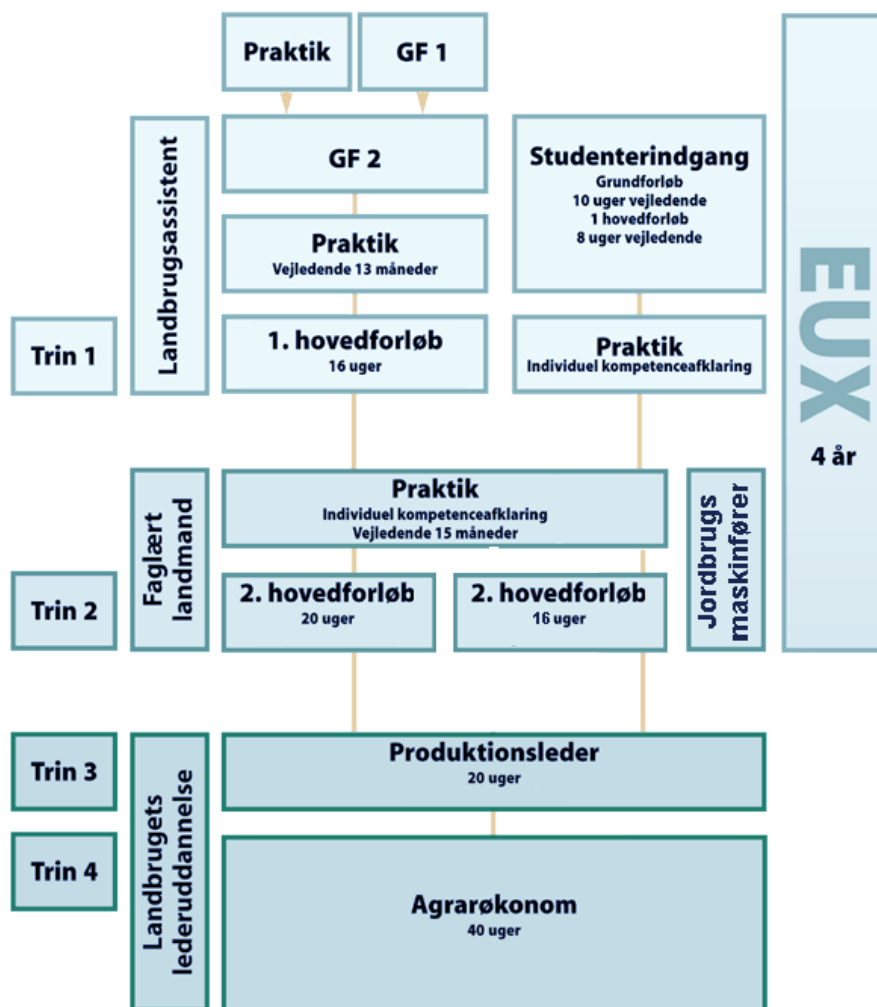 Praktik
GF 1
Landbrugsassistent
GF 2
Studenterindgang
Grundforløb
10 uger vejledende
1 hovedforløb
8 uger vejledende
Praktik
Vejledende 13 måneder
Trin 1
1. hovedforløb
16 uger
Praktik
Individuel kompetenceafklaring
EUX
4 år
Faglært
landmand
Praktik
Individuel kompetenceafklaring
Vejledende 15 måneder
Jordbrugs
maskinfører
Trin 2
2. hovedforløb
20 uger
2. hovedforløb
16 uger
Trin 3
Landbrugets
lederuddannelse
Produktionsleder
20 uger
Trin 4
Agrarøkonom
40 uger